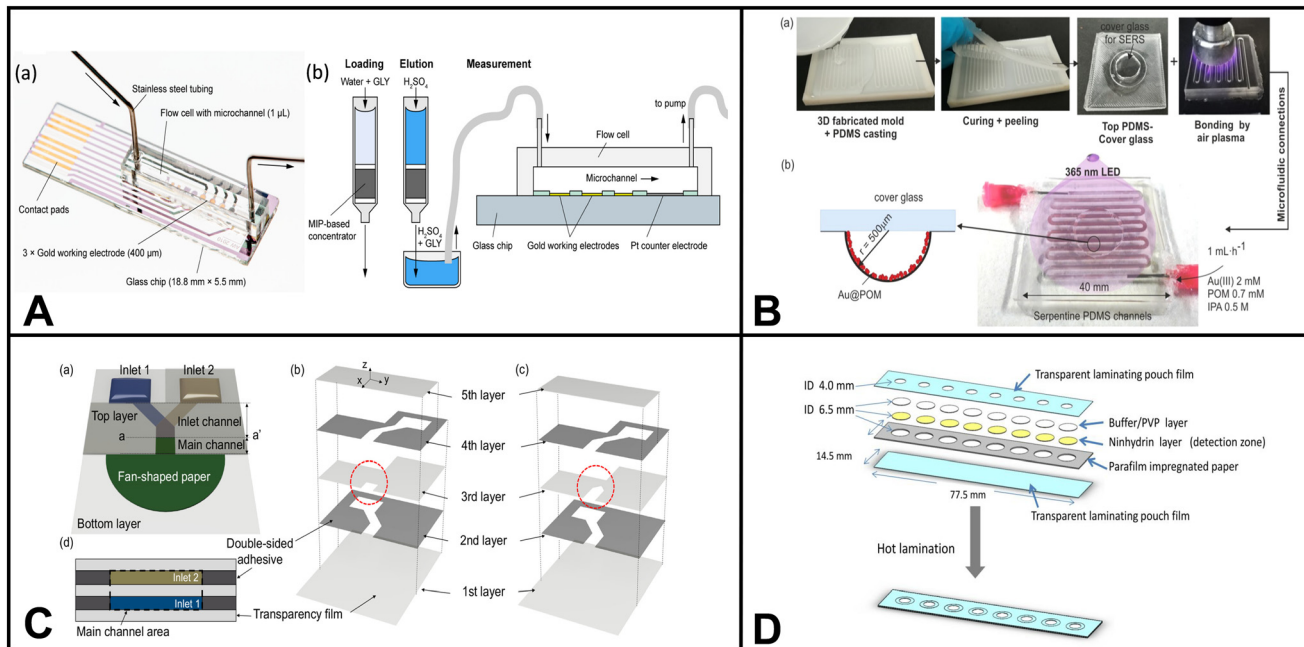 A
(a)
Stainless steel tubing
Flow cell with microchannel (1 µL)
Contact pads
3 × Gold working electrode (400 µm)
Glass chip (18.8 mm × 5.5 mm)
(b)
Loading
Water + GLY
Elution
H₂SO₄
Measurement
MIP-based
concentrator
H₂SO₄
+ GLY
to pump
Flow cell
Microchannel
Glass chip
Gold working electrodes
Pt counter electrode
B
(a)
3D fabricated mold
+ PDMS casting
Curing + peeling
cover glass
for SERS
Top PDMS-
Cover glass
+
Bonding by
air plasma
Microfluidic connections
(b)
cover glass
r = 500µm
Au@POM
365 nm LED
40 mm
Serpentine PDMS channels
1 mL·h⁻¹
Au(III) 2 mM
POM 0.7 mM
IPA 0.5 M
C
(a)
Inlet 1
Inlet 2
Top layer
Inlet channel
a
a'
Main channel
Fan-shaped paper
Bottom layer
(d)
Inlet 2
Inlet 1
Main channel area
Double-sided
adhesive
Transparency film
(b)
z
x
y
(c)
5th layer
4th layer
3rd layer
2nd layer
1st layer
D
ID 4.0 mm
ID 6.5 mm
14.5 mm
77.5 mm
Transparent laminating pouch film
Buffer/PVP layer
Ninhydrin layer (detection zone)
Parafilm impregnated paper
Transparent laminating pouch film
Hot lamination